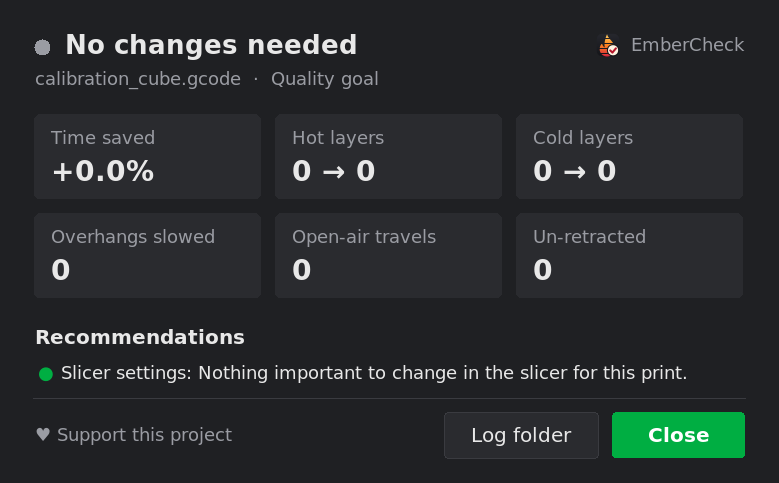 No changes needed
EmberCheck
calibration_cube.gcode · Quality goal
Time saved
+0.0%
Hot layers
0 → 0
Cold layers
0 → 0
Overhangs slowed
0
Open-air travels
0
Un-retracted
0
Recommendations
Slicer settings: Nothing important to change in the slicer for this print.
♥ Support this project
Log folder
Close